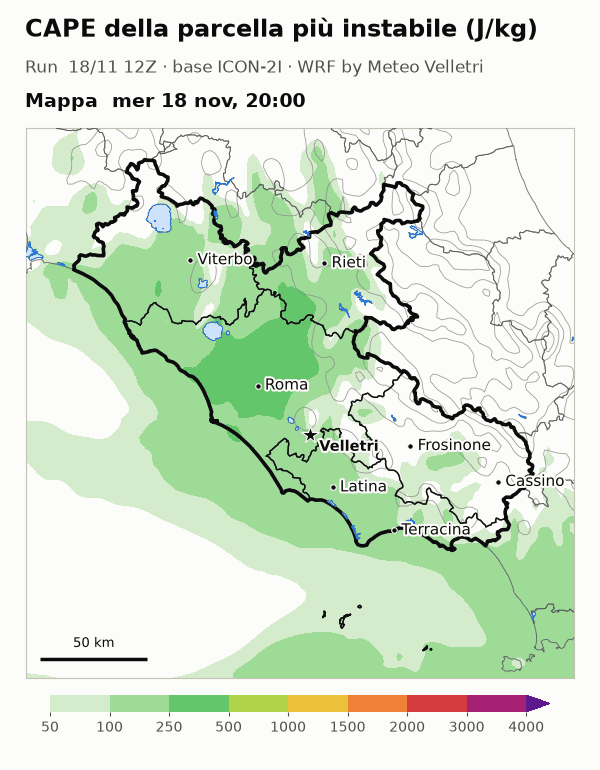 CAPE della parcella più instabile (J/kg)
Run  18/11 12Z · base ICON-2I · WRF by Meteo Velletri
Mappa  mer 18 nov, 20:00
Viterbo
Rieti
Roma
Velletri
Frosinone
Latina
Cassino
Terracina
50 km
50 100 250 500 1000 1500 2000 3000 4000